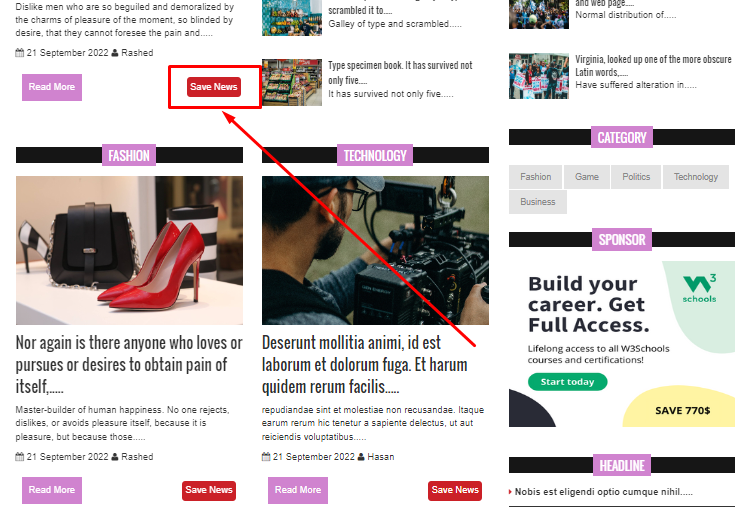 Dislike men who are so beguiled and demoralized by
the charms of pleasure of the moment, so blinded by
desire, that they cannot foresee the pain and.....
21 September 2022 Rashed
Read More
Save News
scrambled it to....
Galley of type and scrambled.....
Type specimen book. It has survived not
only five.....
It has survived not only five.....
and web page.....
Normal distribution of.....
Virginia, looked up one of the more obscure
Latin words,.....
Have suffered alteration in.....
FASHION
Nor again is there anyone who loves or
pursues or desires to obtain pain of
itself,.....
Master-builder of human happiness. No one rejects,
dislikes, or avoids pleasure itself, because it is
pleasure, but because those.....
21 September 2022 Rashed
Read More
Save News
TECHNOLOGY
Deserunt mollitia animi, id est
laborum et dolorum fuga. Et harum
quidem rerum facilis.....
repudiandae sint et molestiae non recusandae. Itaque
earum rerum hic tenetur a sapiente delectus, ut aut
reiciendis voluptatibus.....
21 September 2022 Hasan
Read More
Save News
CATEGORY
Fashion
Game
Politics
Technology
Business
SPONSOR
Build your
career. Get
Full Access.
W3
schools
Lifelong access to all W3Schools
courses and certifications!
Start today
SAVE 770$
HEADLINE
Nobis est eligendi optio cumque nihil.....